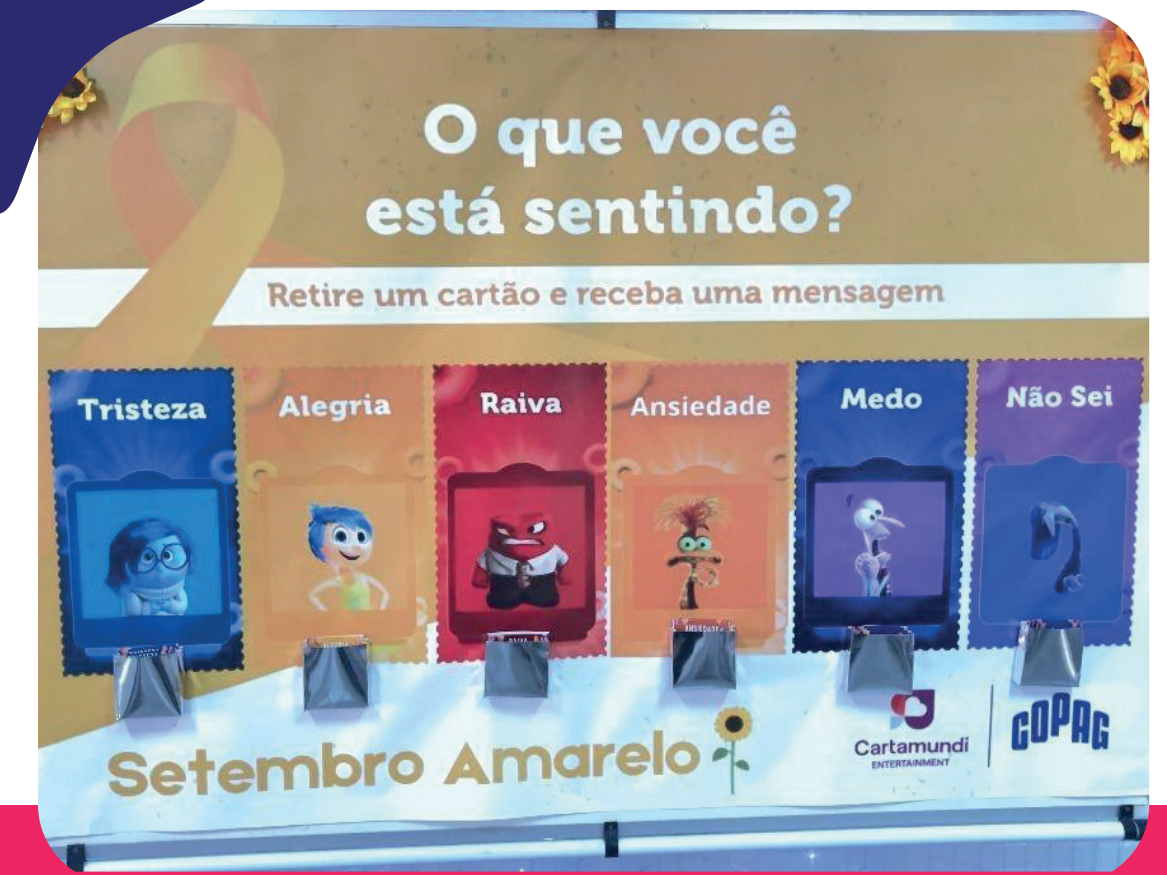 O que você
está sentindo?
Retire um cartão e receba uma mensagem
Tristeza
Alegria
Raiva
Ansiedade
Medo
Não Sei
ANSIEDADE
Setembro Amarelo
Cartamundi
ENTERTAINMENT
COPAG